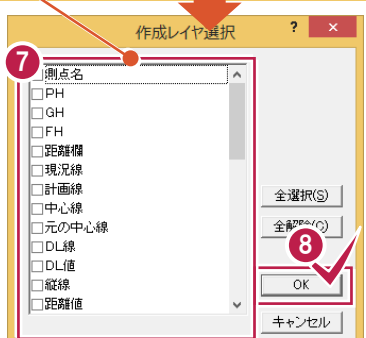 作成レイヤ選択 ? ×
7
測点名
PH
GH
FH
距離欄
現況線
計画線
中心線
元の中心線
DL線
DL値
縦線
距離値
全選択(S)
全解除(C)
8
OK
キャンセル